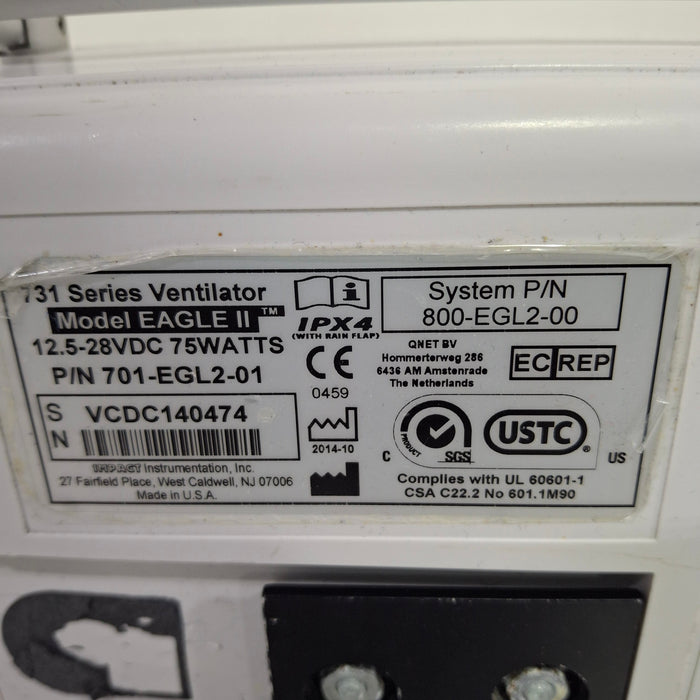 731 Series Ventilator
Model EAGLE II ™
12.5-28VDC 75WATTS
P/N 701-EGL2-01
SN VCDC140474
IMPACT Instrumentation, Inc.
27 Fairfield Place, West Caldwell, NJ 07006
Made in U.S.A.
i
IPX4
(WITH RAIN FLAP)
CE
0459
2014-10
System P/N
800-EGL2-00
QNET BV
Hommerterweg 286
6436 AM Amstenrade
The Netherlands
EC REP
PRODUCT
SGS
USTC ®
C US
Complies with UL 60601-1
CSA C22.2 No 601.1M90